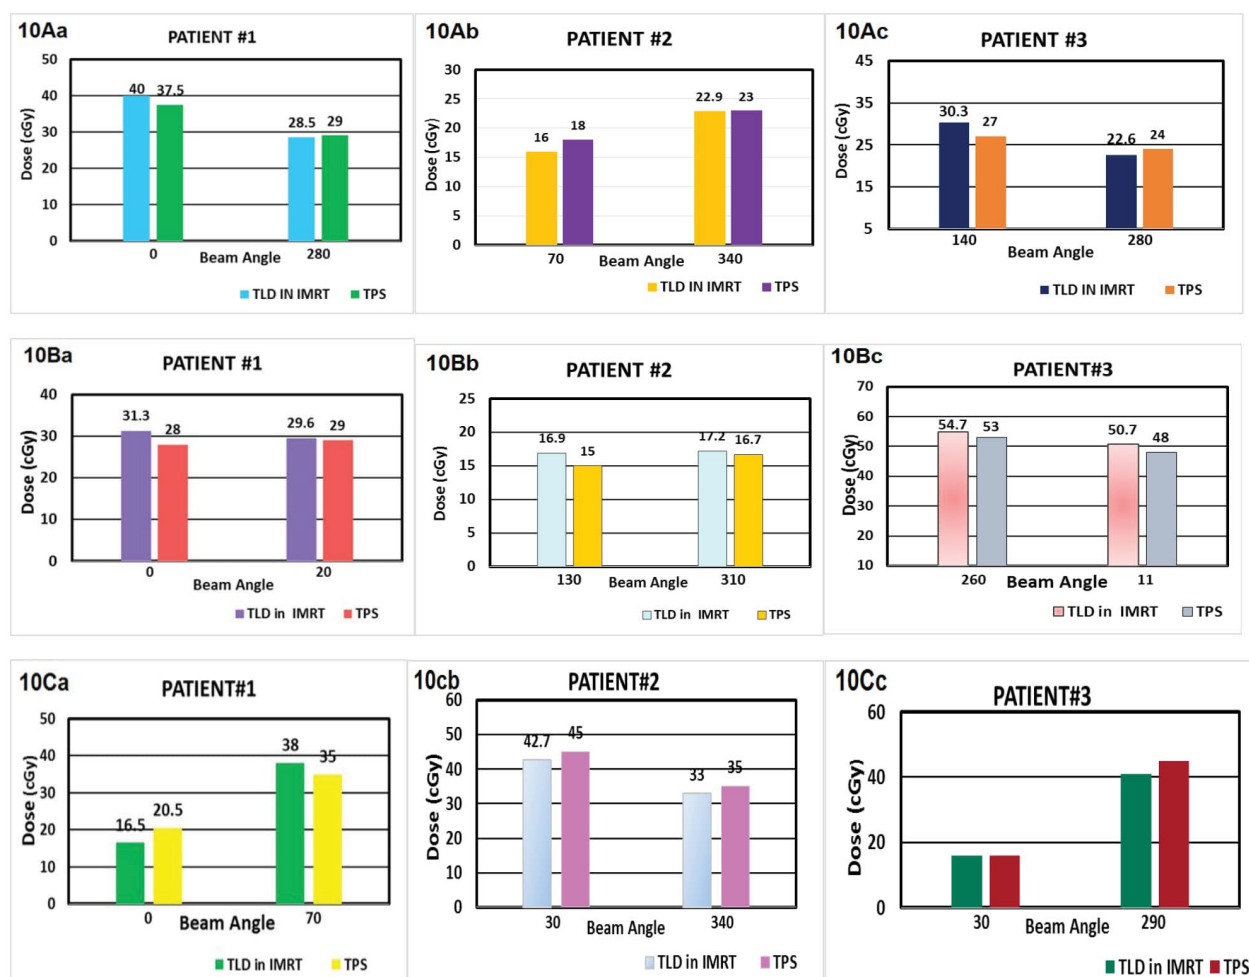 10Aa
PATIENT #1
50
40
30
20
10
0
Dose (cGy)
40 37.5
28.5 29
0 Beam Angle 280
TLD IN IMRT TPS
10Ab
PATIENT #2
30
25
20
15
10
5
0
Dose (cGy)
16 18
22.9 23
70 Beam Angle 340
TLD IN IMRT TPS
10Ac
PATIENT #3
45
35
25
15
5
Dose (cGy)
30.3 27
22.6 24
140 Beam Angle 280
TLD IN IMRT TPS
10Ba
PATIENT #1
40
30
20
10
0
Dose (cGy)
31.3 28
29.6 29
0 Beam Angle 20
TLD in IMRT TPS
10Bb
PATIENT #2
25
20
15
10
5
0
Dose (cGy)
16.9 15
17.2 16.7
130 Beam Angle 310
TLD in IMRT TPS
10Bc
PATIENT#3
70
60
50
40
30
20
10
Dose (cGy)
54.7 53
50.7 48
260 Beam Angle 11
TLD in IMRT TPS
10Ca
PATIENT#1
50
40
30
20
10
0
Dose (cGy)
16.5 20.5
38 35
0 Beam Angle 70
TLD in IMRT TPS
10cb
PATIENT#2
60
50
40
30
20
10
0
Dose (cGy)
42.7 45
33 35
30 Beam Angle 340
TLD in IMRT TPS
10Cc
PATIENT#3
60
40
20
0
Dose (cGy)
30 Beam Angle 290
TLD in IMRT TPS